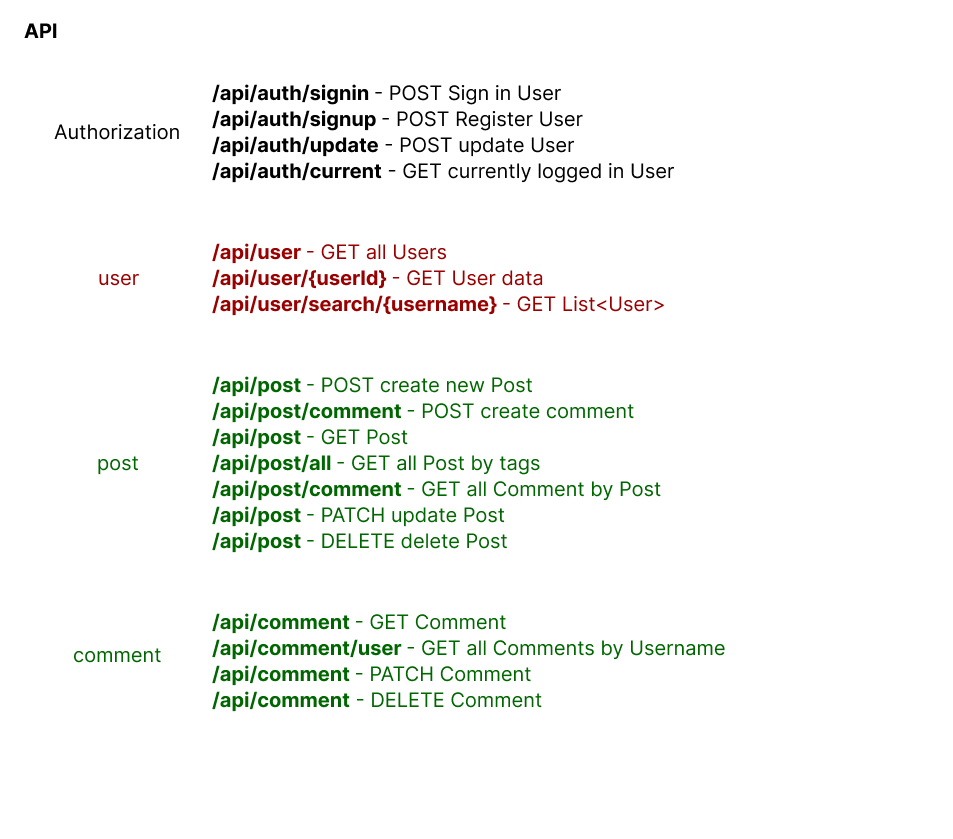 API
Authorization
/api/auth/signin - POST Sign in User
/api/auth/signup - POST Register User
/api/auth/update - POST update User
/api/auth/current - GET currently logged in User
user
/api/user - GET all Users
/api/user/{userId} - GET User data
/api/user/search/{username} - GET List<User>
post
/api/post - POST create new Post
/api/post/comment - POST create comment
/api/post - GET Post
/api/post/all - GET all Post by tags
/api/post/comment - GET all Comment by Post
/api/post - PATCH update Post
/api/post - DELETE delete Post
comment
/api/comment - GET Comment
/api/comment/user - GET all Comments by Username
/api/comment - PATCH Comment
/api/comment - DELETE Comment